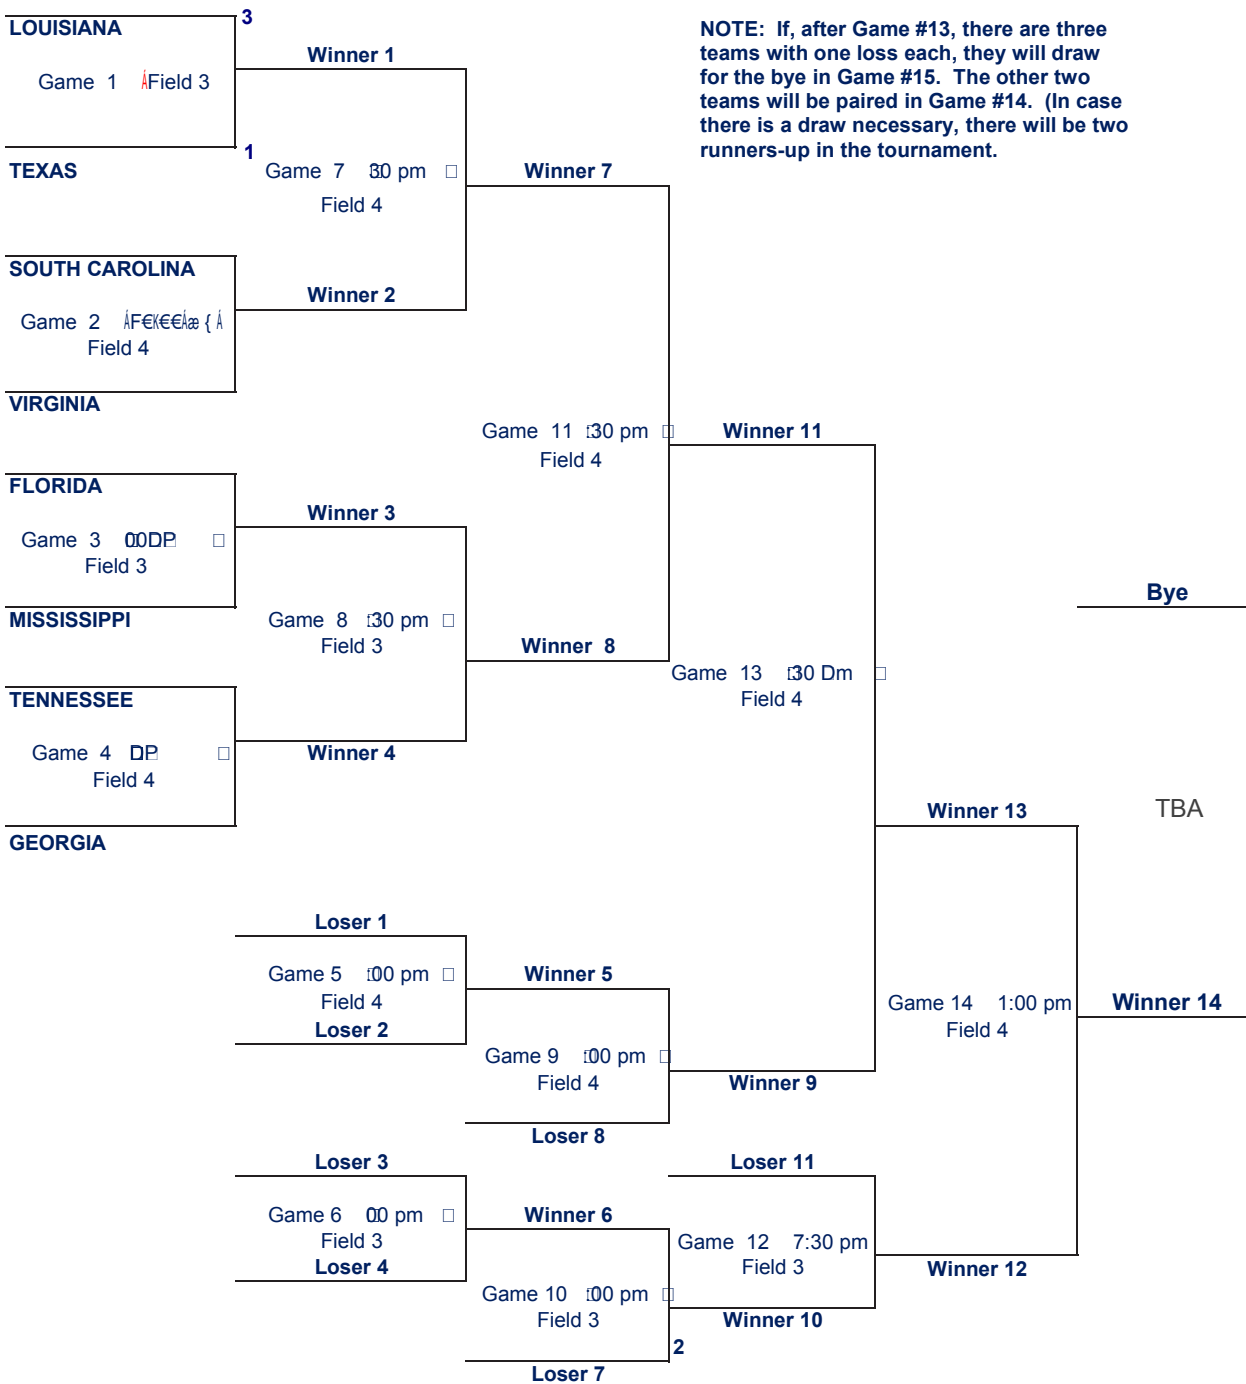 LOUISIANA
3
Game 1 Field 3
1
TEXAS
Winner 1
NOTE: If, after Game #13, there are three
teams with one loss each, they will draw
for the bye in Game #15. The other two
teams will be paired in Game #14. (In case
there is a draw necessary, there will be two
runners-up in the tournament.
Game 7 30 pm
Field 4
Winner 7
SOUTH CAROLINA
Winner 2
Game 2
Field 4
VIRGINIA
Game 11 :30 pm
Field 4
Winner 11
FLORIDA
Winner 3
Game 3
Field 3
MISSISSIPPI
Game 8 :30 pm
Field 3
Winner 8
Bye
Game 13 :30
Field 4
TENNESSEE
Game 4
Field 4
Winner 4
GEORGIA
Winner 13
TBA
Loser 1
Game 5 :00 pm
Field 4
Loser 2
Winner 5
Game 14 1:00 pm
Field 4
Winner 14
Game 9 :00 pm
Field 4
Winner 9
Loser 8
Loser 3
Loser 11
Game 6 00 pm
Field 3
Loser 4
Winner 6
Game 12 7:30 pm
Field 3
Winner 12
Game 10 :00 pm
Field 3
Winner 10
2
Loser 7